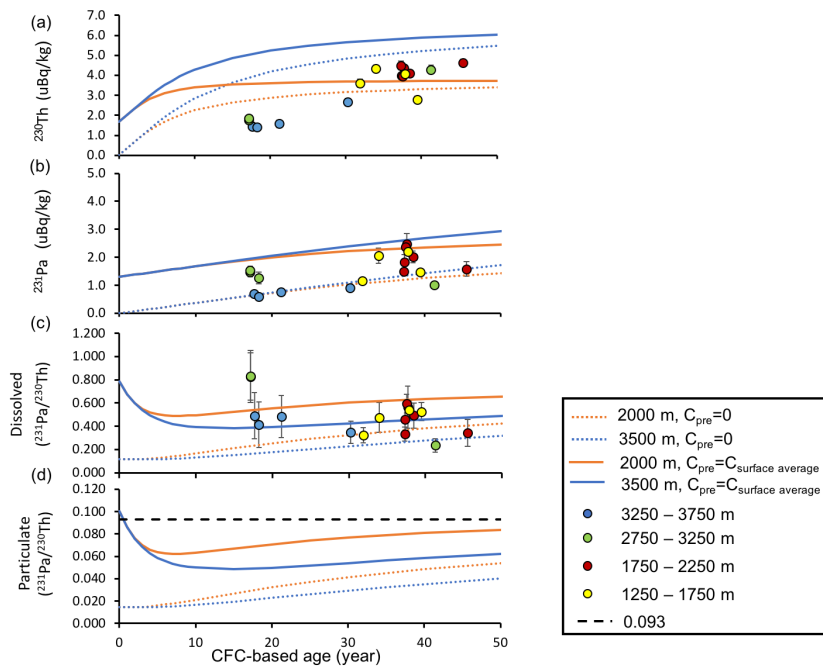 (a)
7.0
6.0
5.0
4.0
3.0
2.0
1.0
0.0
²³⁰Th (uBq/kg)
(b)
5.0
4.0
3.0
2.0
1.0
0.0
²³¹Pa (uBq/kg)
(c)
1.200
1.000
0.800
0.600
0.400
0.200
0.000
Dissolved
(²³¹Pa/²³⁰Th)
(d)
0.120
0.100
0.080
0.060
0.040
0.020
0.000
Particulate
(²³¹Pa/²³⁰Th)
0 10 20 30 40 50
CFC-based age (year)
2000 m, Cpre=0
3500 m, Cpre=0
2000 m, Cpre=Csurface average
3500 m, Cpre=Csurface average
3250 – 3750 m
2750 – 3250 m
1750 – 2250 m
1250 – 1750 m
0.093